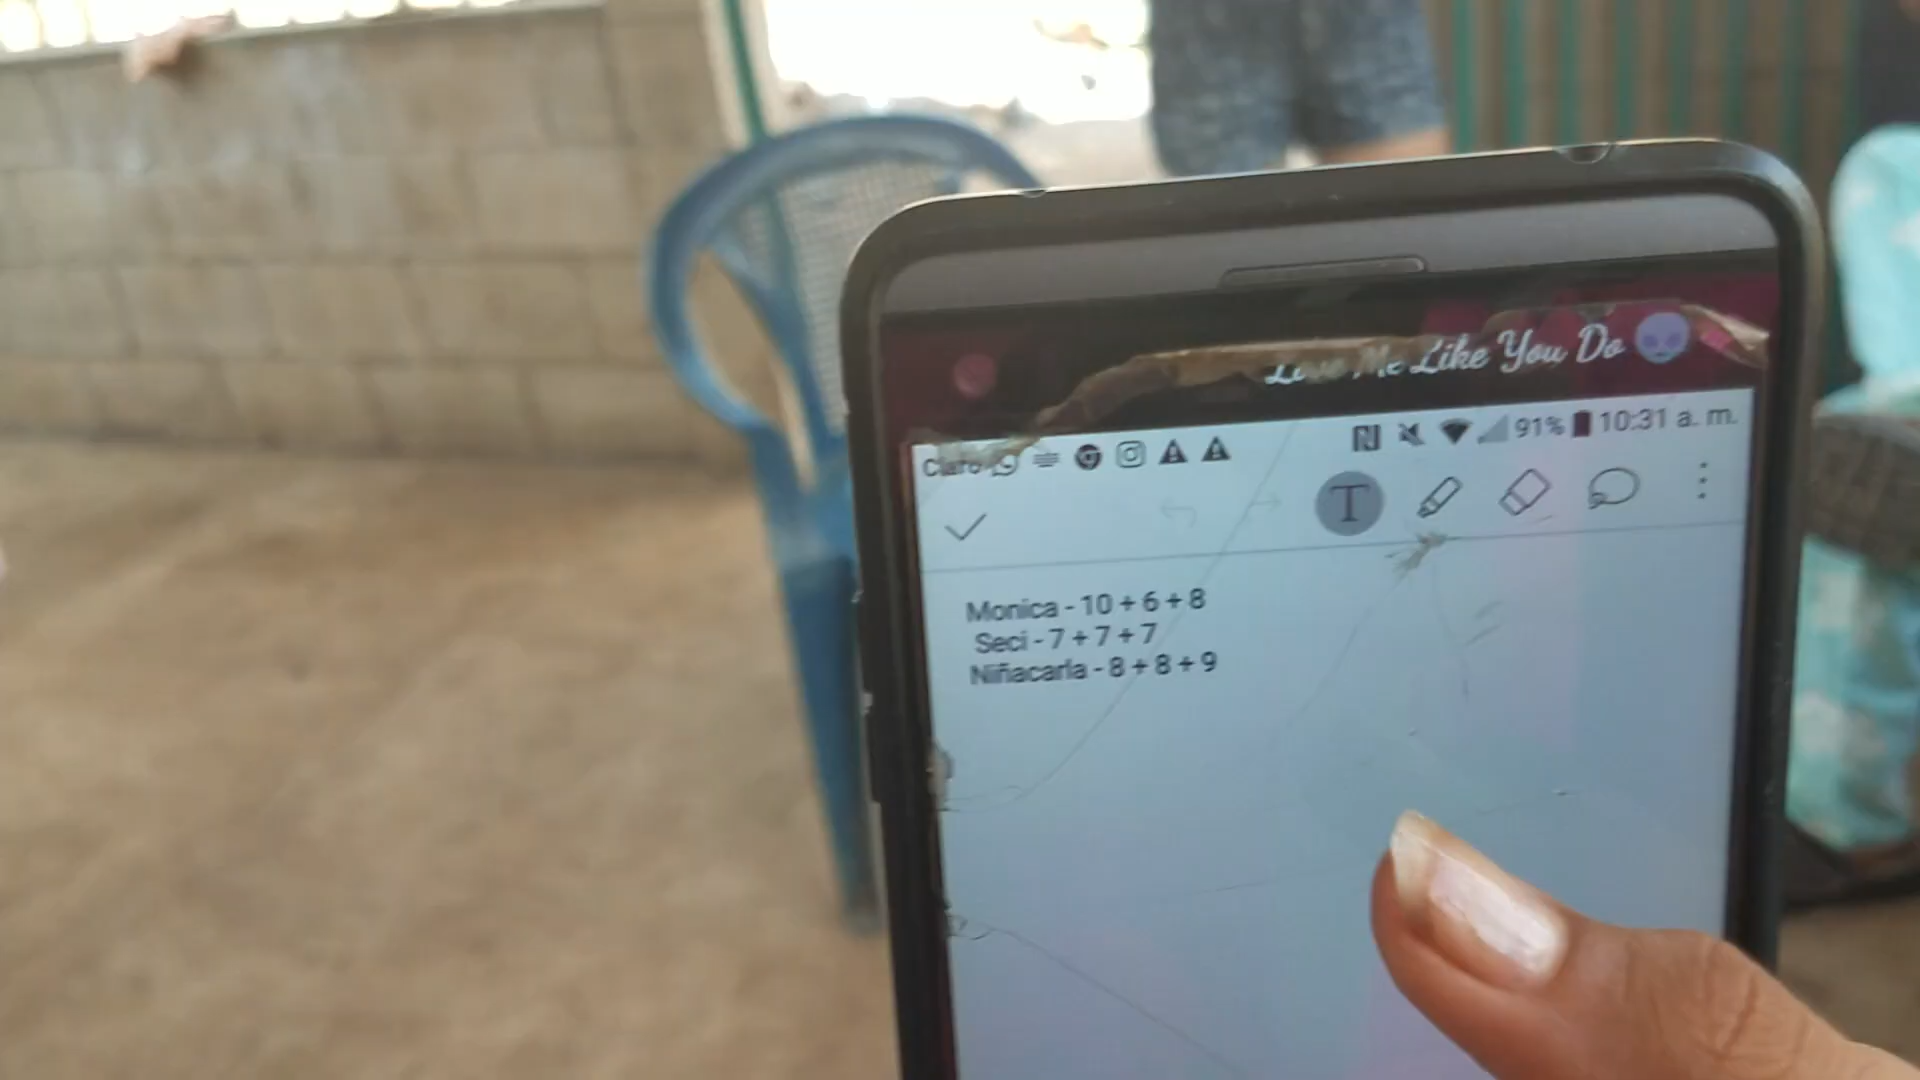 Love Me Like You Do
Claro 91% 10:31 a. m.
T
Monica - 10 + 6 + 8
Seci - 7 + 7 + 7
Niñacarla - 8 + 8 + 9